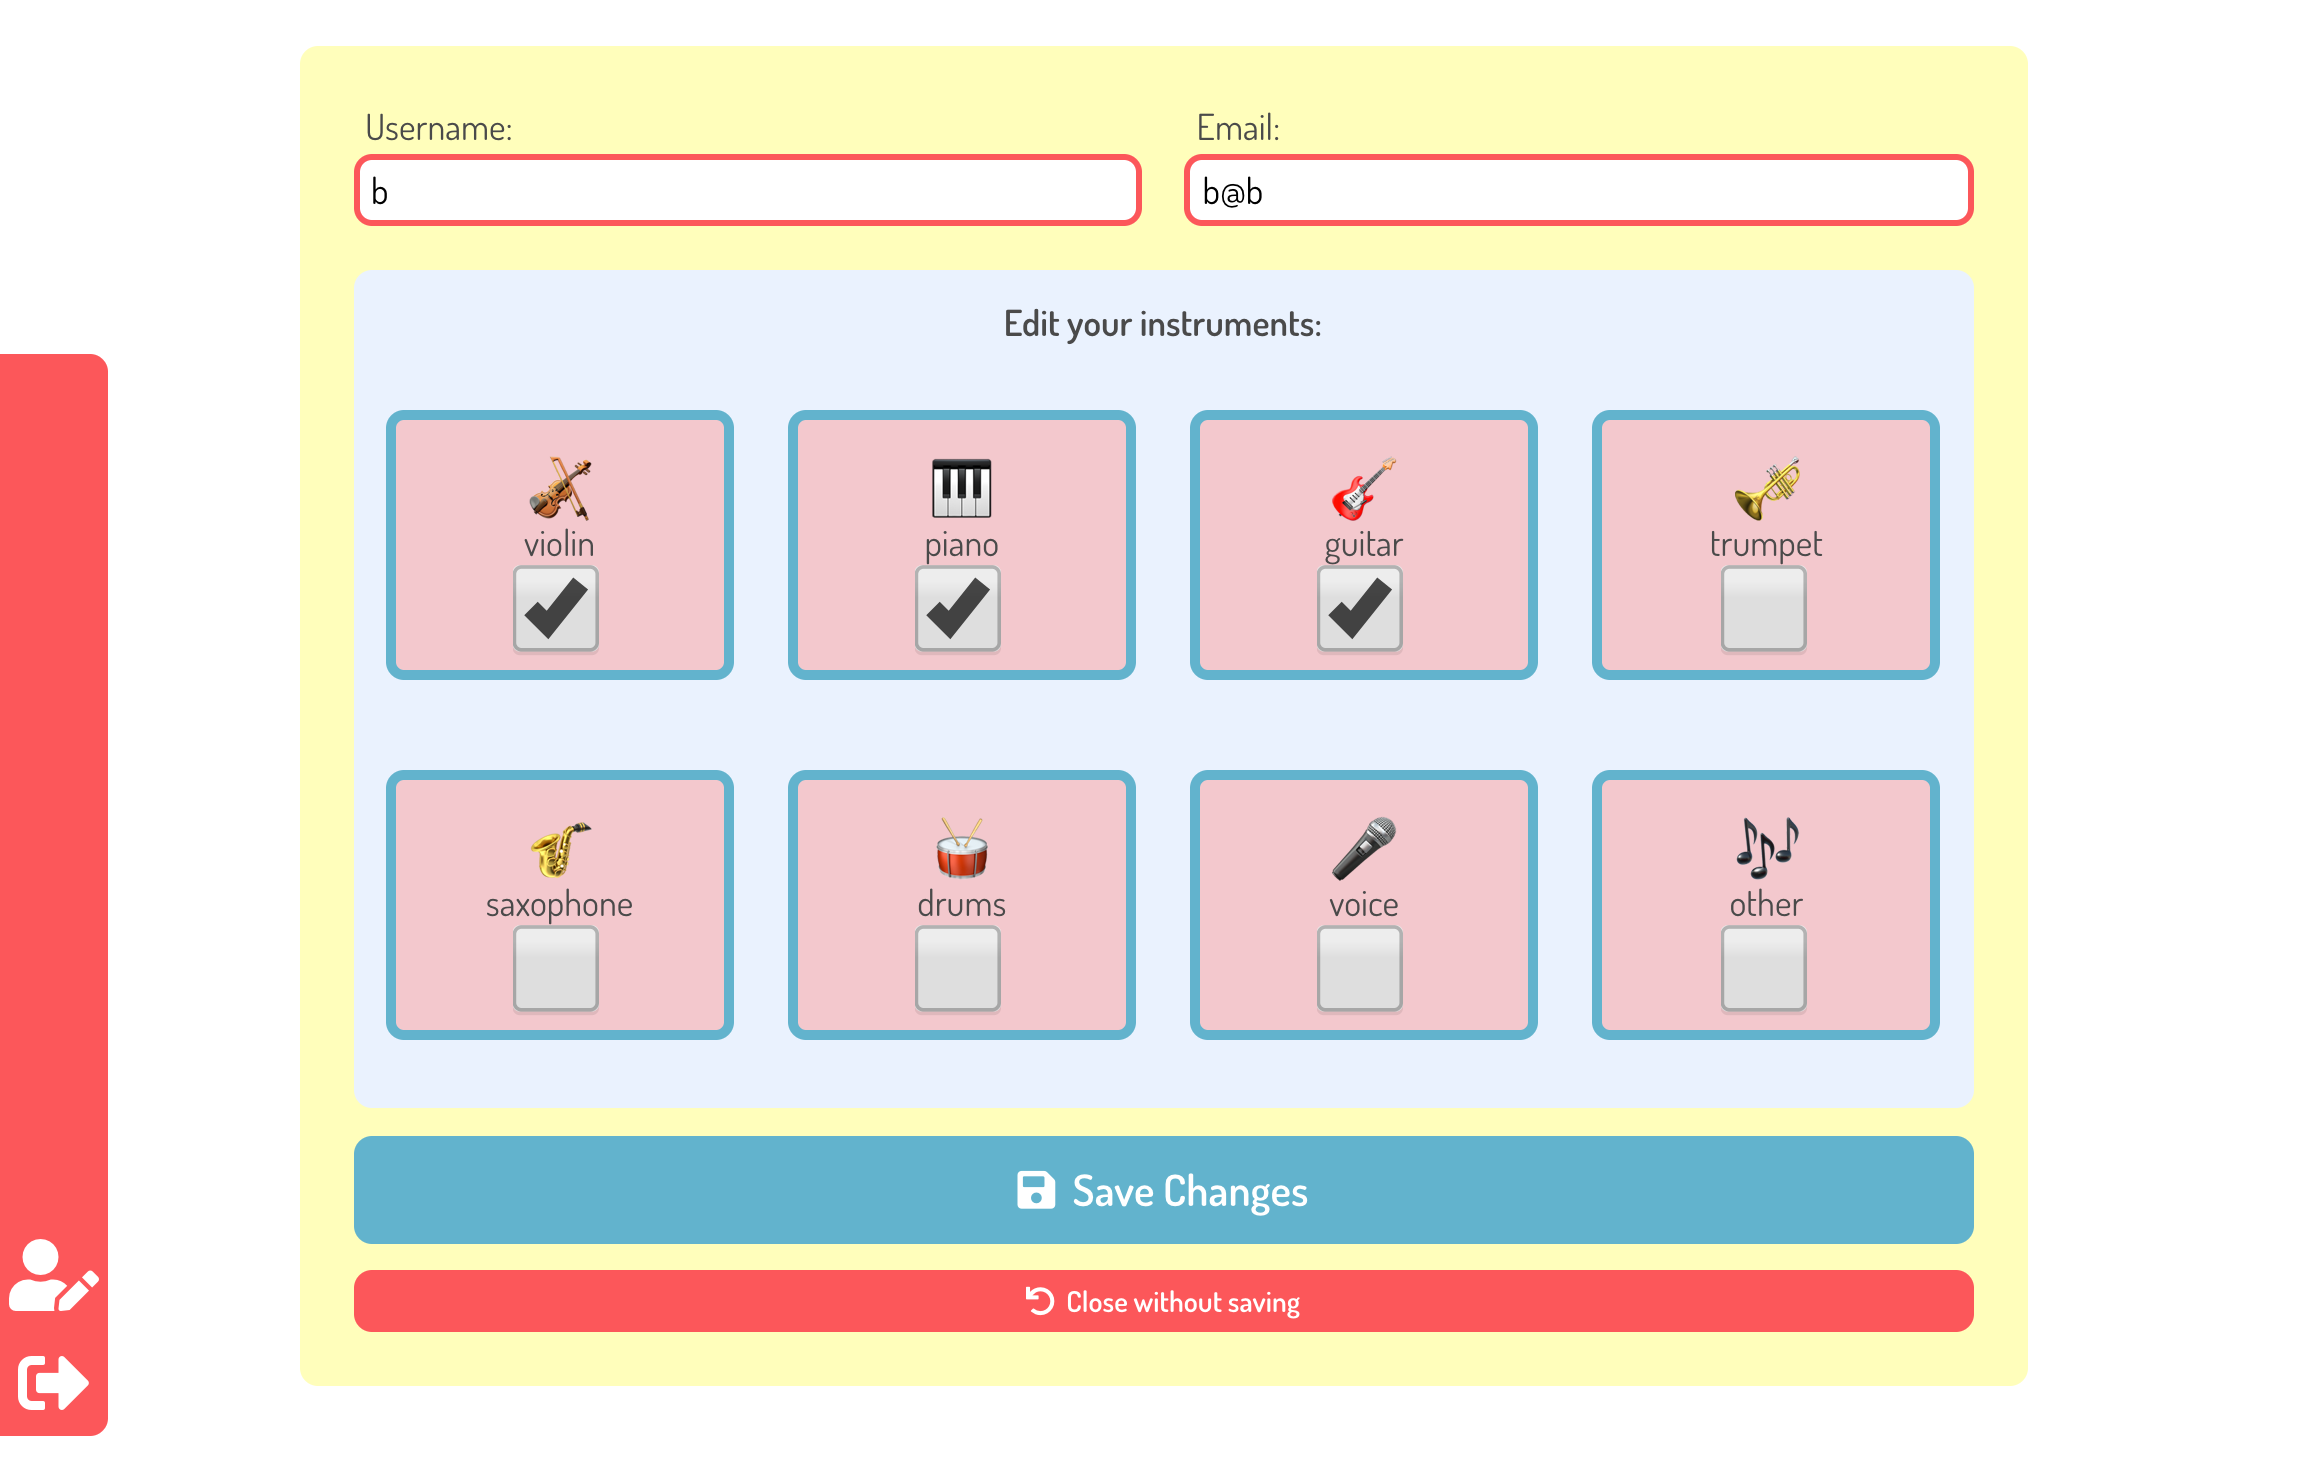 Username:
Email:
b
b@b
Edit your instruments:
violin
piano
guitar
trumpet
saxophone
drums
voice
other
Save Changes
Close without saving